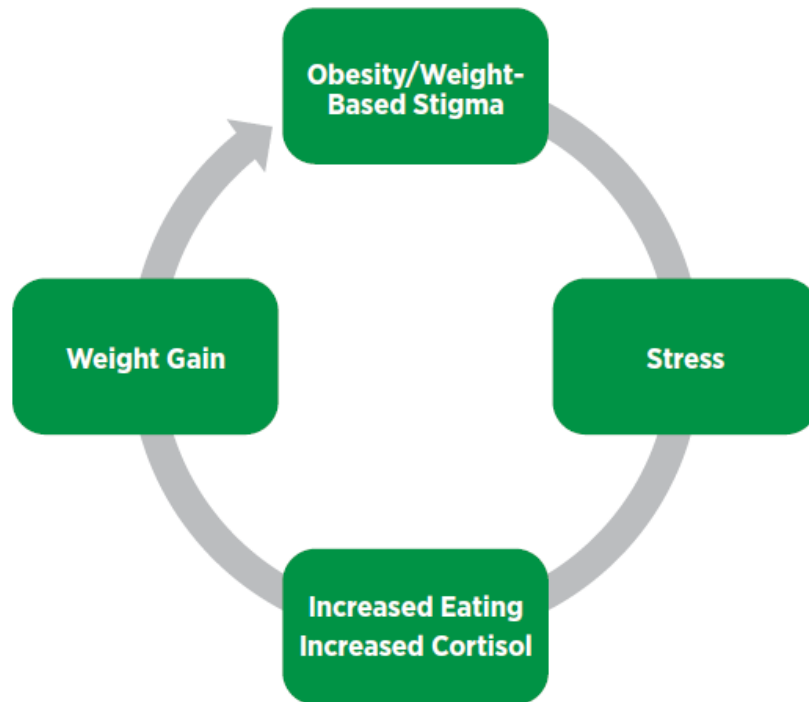 Obesity/Weight-
Based Stigma
Weight Gain
Stress
Increased Eating
Increased Cortisol